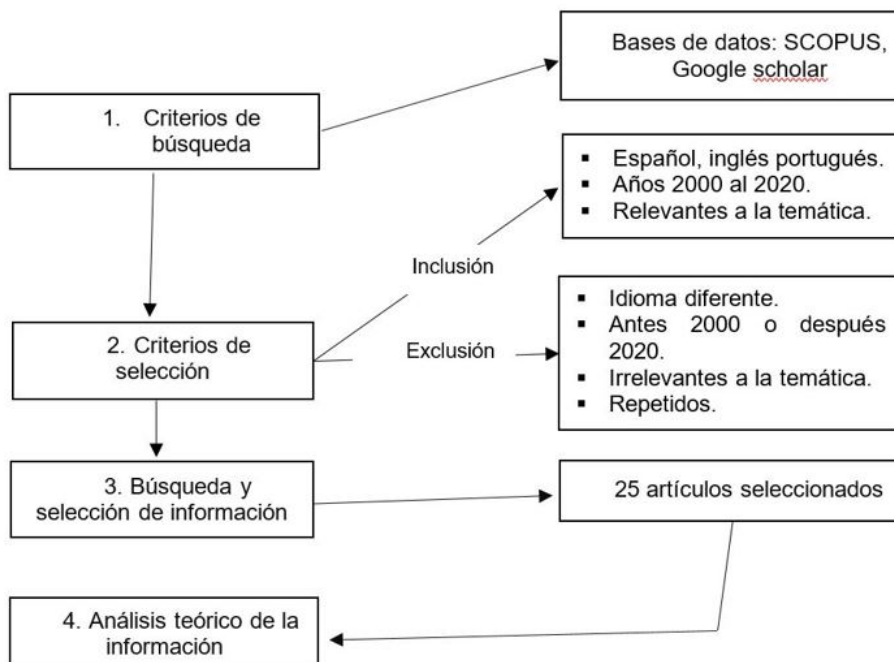 Bases de datos: SCOPUS,
Google scholar
1. Criterios de
búsqueda
▪ Español, inglés portugués.
▪ Años 2000 al 2020.
▪ Relevantes a la temática.
Inclusión
▪ Idioma diferente.
▪ Antes 2000 o después
2020.
▪ Irrelevantes a la temática.
▪ Repetidos.
2. Criterios de
selección
Exclusión
3. Búsqueda y
selección de información
25 artículos seleccionados
4. Análisis teórico de la
información